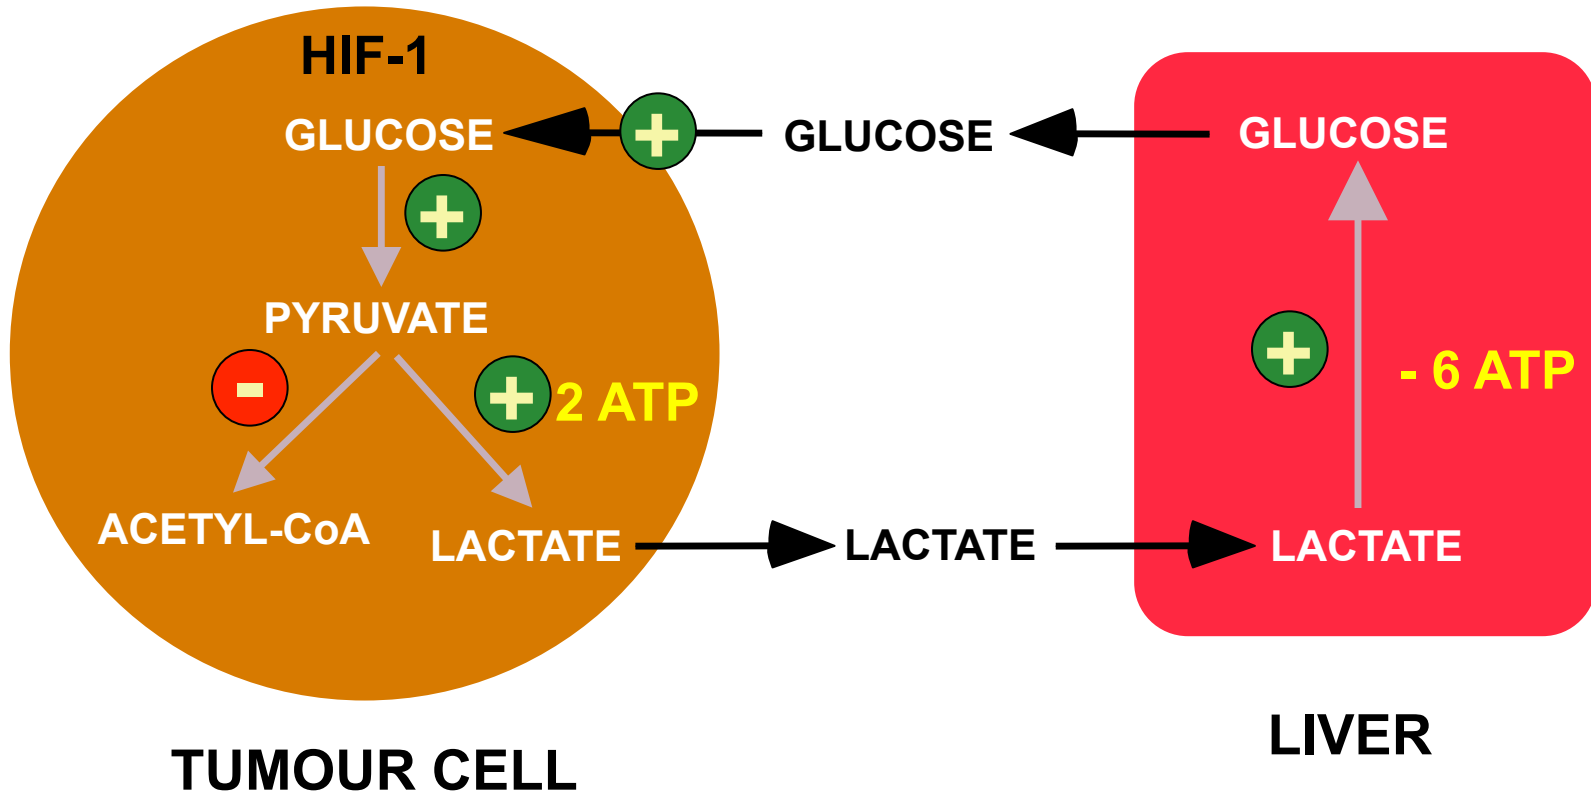 HIF-1
GLUCOSE
+
GLUCOSE
GLUCOSE
+
PYRUVATE
-
+
2 ATP
+
- 6 ATP
ACETYL-CoA
LACTATE
LACTATE
LACTATE
TUMOUR CELL
LIVER